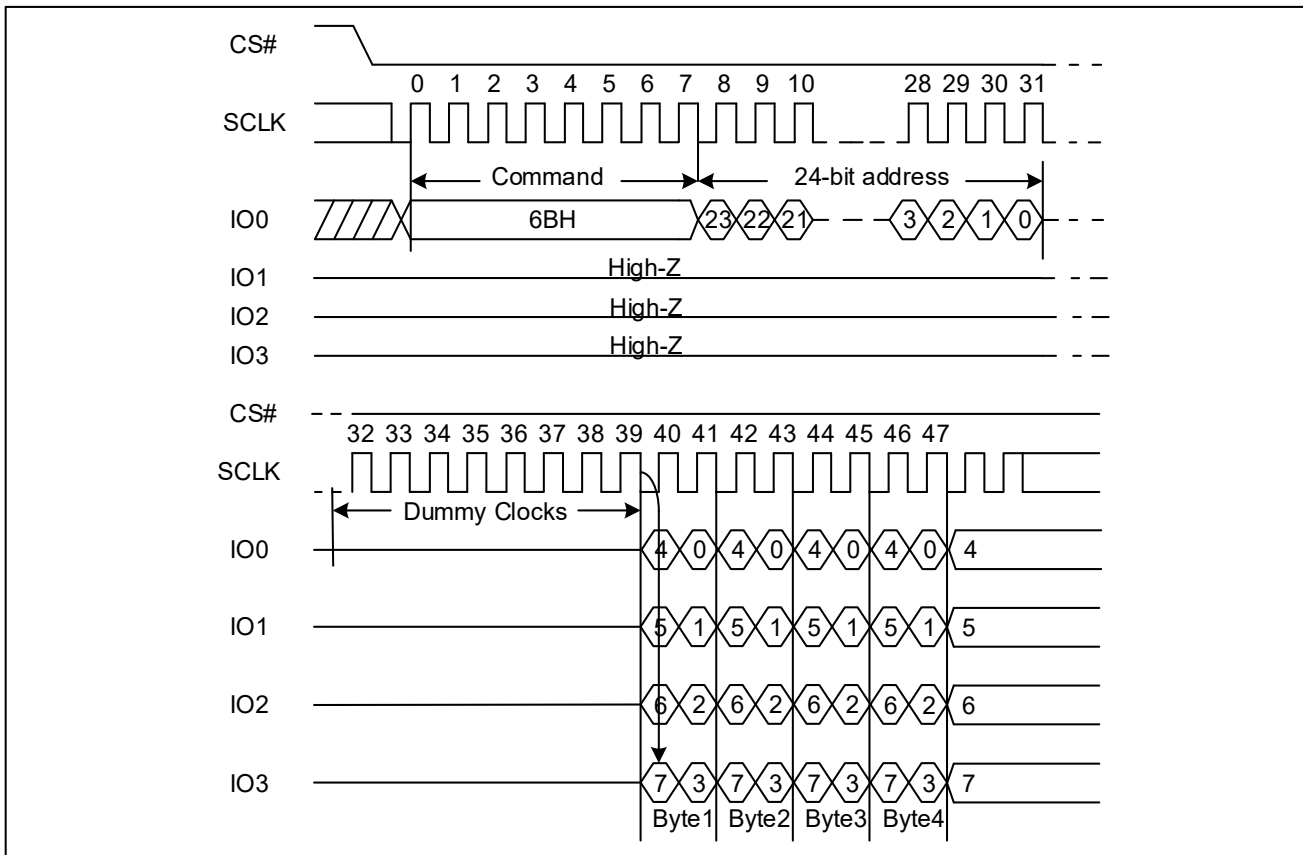 CS#
0 1 2 3 4 5 6 7 8 9 10 28 29 30 31
SCLK
Command 24-bit address
IO0 6BH 23 22 21 3 2 1 0
High-Z
IO1
High-Z
IO2
High-Z
IO3
CS#
32 33 34 35 36 37 38 39 40 41 42 43 44 45 46 47
SCLK
Dummy Clocks
IO0 4 0 4 0 4 0 4 0 4
IO1 5 1 5 1 5 1 5 1 5
IO2 6 2 6 2 6 2 6 2 6
IO3 7 3 7 3 7 3 7 3 7
Byte1 Byte2 Byte3 Byte4